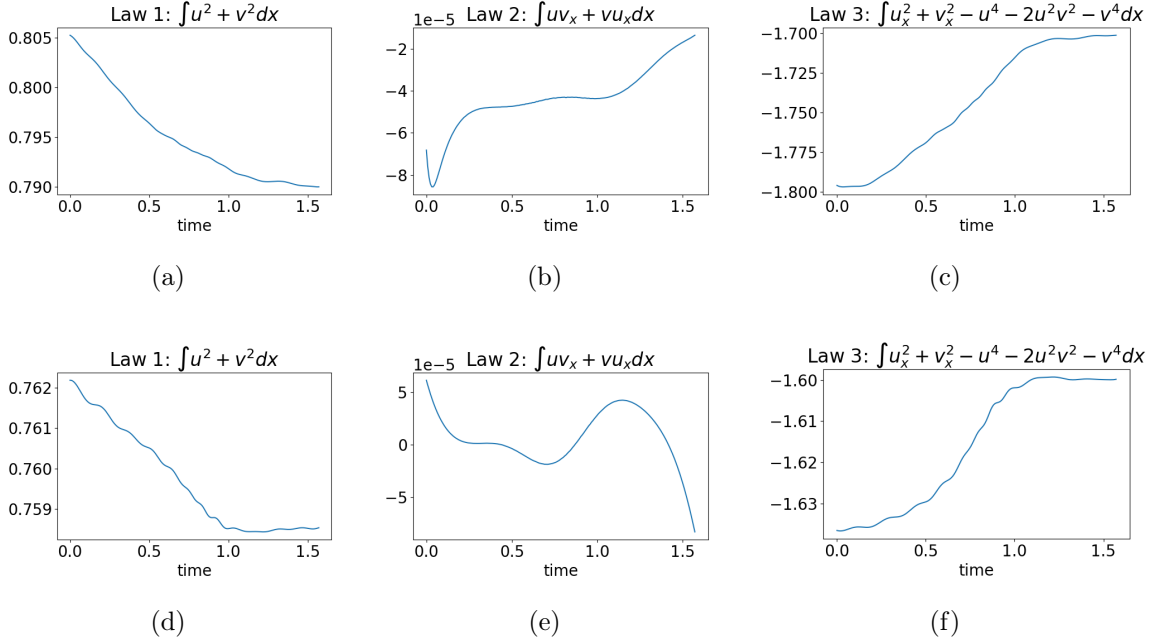 Law 1: ∫u² + v²dx
0.805
0.800
0.795
0.790
0.0 0.5 1.0 1.5
time
(a)
1e−5 Law 2: ∫uvₓ + vuₓdx
−2
−4
−6
−8
0.0 0.5 1.0 1.5
time
(b)
Law 3: ∫uₓ² + vₓ² − u⁴ − 2u²v² − v⁴dx
−1.700
−1.725
−1.750
−1.775
−1.800
0.0 0.5 1.0 1.5
time
(c)
Law 1: ∫u² + v²dx
0.762
0.761
0.760
0.759
0.0 0.5 1.0 1.5
time
(d)
1e−5 Law 2: ∫uvₓ + vuₓdx
5
0
−5
0.0 0.5 1.0 1.5
time
(e)
Law 3: ∫uₓ² + vₓ² − u⁴ − 2u²v² − v⁴dx
−1.60
−1.61
−1.62
−1.63
0.0 0.5 1.0 1.5
time
(f)